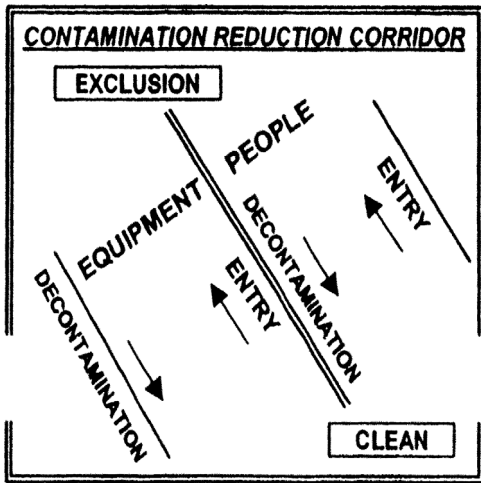 CONTAMINATION REDUCTION CORRIDOR
EXCLUSION
EQUIPMENT PEOPLE
DECONTAMINATION
ENTRY
DECONTAMINATION
ENTRY
CLEAN